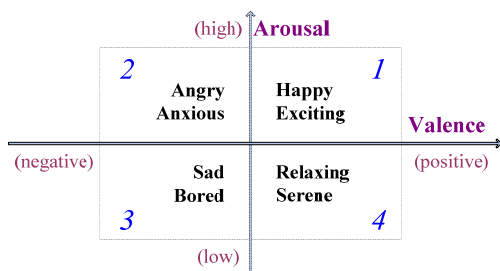 (high) Arousal
2
1
Angry
Anxious
Happy
Exciting
Valence
(negative)
(positive)
Sad
Bored
Relaxing
Serene
3
4
(low)